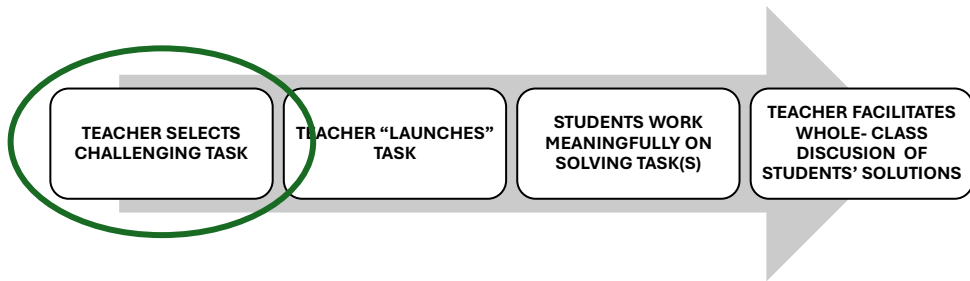 TEACHER SELECTS
CHALLENGING TASK
TEACHER “LAUNCHES”
TASK
STUDENTS WORK
MEANINGFULLY ON
SOLVING TASK(S)
TEACHER FACILITATES
WHOLE- CLASS
DISCUSION OF
STUDENTS’ SOLUTIONS